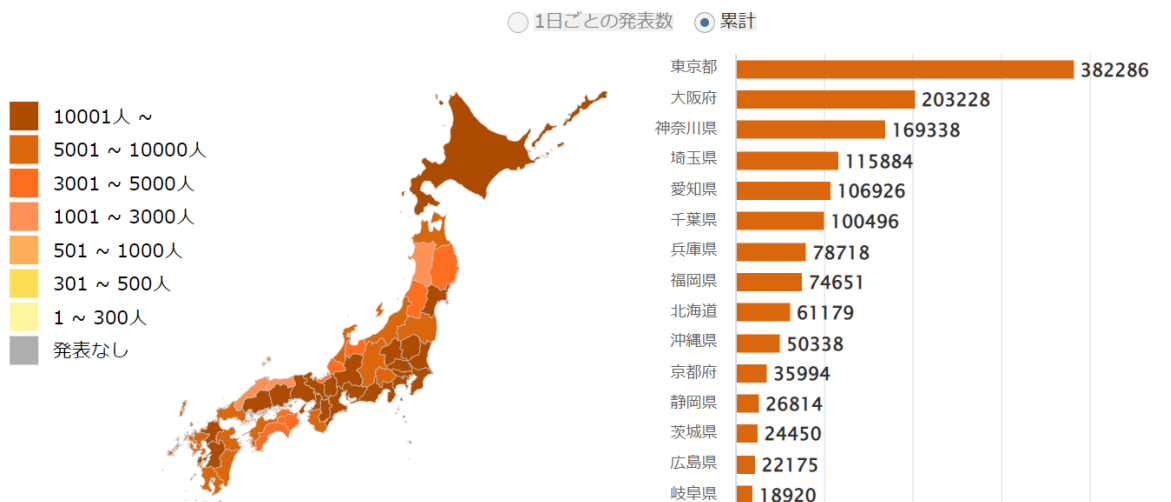 1日ごとの発表数 累計
10001人 ~
5001 ~ 10000人
3001 ~ 5000人
1001 ~ 3000人
501 ~ 1000人
301 ~ 500人
1 ~ 300人
発表なし
東京都 382286
大阪府 203228
神奈川県 169338
埼玉県 115884
愛知県 106926
千葉県 100496
兵庫県 78718
福岡県 74651
北海道 61179
沖縄県 50338
京都府 35994
静岡県 26814
茨城県 24450
広島県 22175
岐阜県 18920